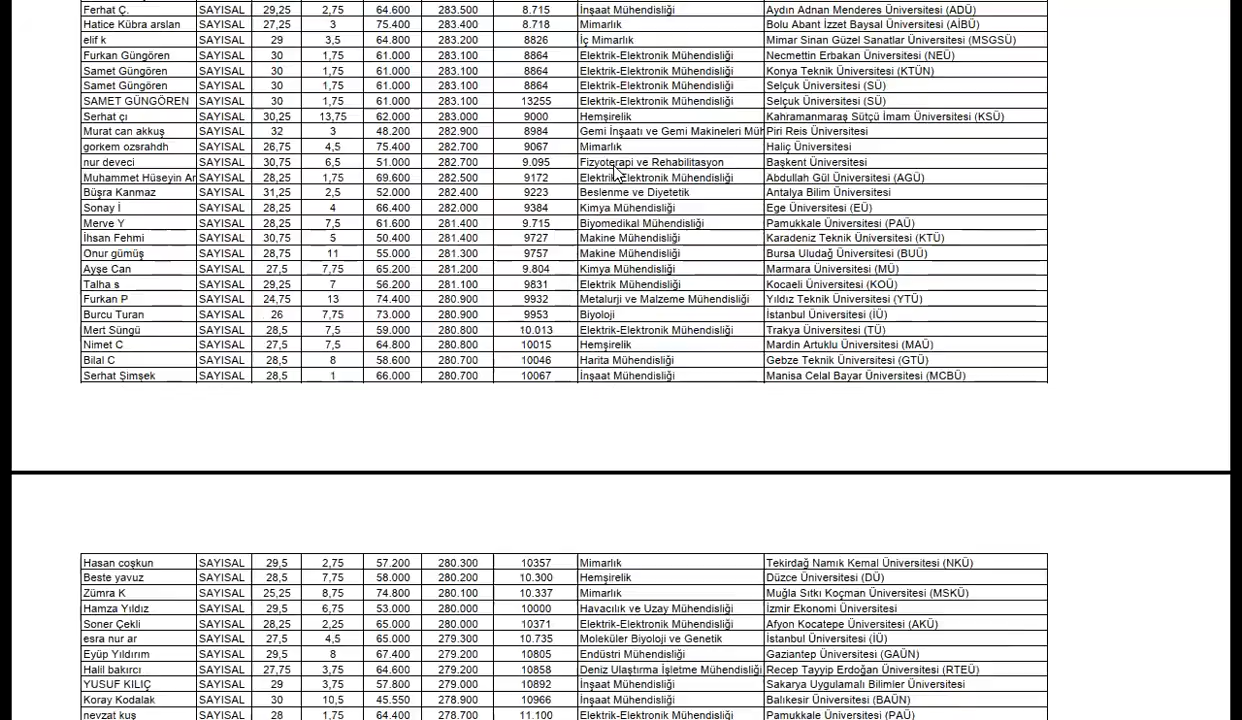 Ferhat Ç. SAYISAL 29,25 2,75 64.600 283.500 8.715 İnşaat Mühendisliği Aydın Adnan Menderes Üniversitesi (ADÜ)
Hatice Kübra arslan SAYISAL 27,25 3 75.400 283.400 8.718 Mimarlık Bolu Abant İzzet Baysal Üniversitesi (AİBÜ)
elif k SAYISAL 29 3,5 64.800 283.200 8826 İç Mimarlık Mimar Sinan Güzel Sanatlar Üniversitesi (MSGSÜ)
Furkan Güngören SAYISAL 30 1,75 61.000 283.100 8864 Elektrik-Elektronik Mühendisliği Necmettin Erbakan Üniversitesi (NEÜ)
Samet Güngören SAYISAL 30 1,75 61.000 283.100 8864 Elektrik-Elektronik Mühendisliği Konya Teknik Üniversitesi (KTÜN)
Samet Güngören SAYISAL 30 1,75 61.000 283.100 8864 Elektrik-Elektronik Mühendisliği Selçuk Üniversitesi (SÜ)
SAMET GÜNGÖREN SAYISAL 30 1,75 61.000 283.100 13255 Elektrik-Elektronik Mühendisliği Selçuk Üniversitesi (SÜ)
Serhat çı SAYISAL 30,25 13,75 62.000 283.000 9000 Hemşirelik Kahramanmaraş Sütçü İmam Üniversitesi (KSÜ)
Murat can akkuş SAYISAL 32 3 48.200 282.900 8984 Gemi İnşaatı ve Gemi Makineleri Müh Piri Reis Üniversitesi
gorkem ozsrahdh SAYISAL 26,75 4,5 75.400 282.700 9067 Mimarlık Haliç Üniversitesi
nur deveci SAYISAL 30,75 6,5 51.000 282.700 9.095 Fizyoterapi ve Rehabilitasyon Başkent Üniversitesi
Muhammet Hüseyin Ar SAYISAL 28,25 1,75 69.600 282.500 9172 Elektrik-Elektronik Mühendisliği Abdullah Gül Üniversitesi (AGÜ)
Büşra Kanmaz SAYISAL 31,25 2,5 52.000 282.400 9223 Beslenme ve Diyetetik Antalya Bilim Üniversitesi
Sonay İ SAYISAL 28,25 4 66.400 282.000 9384 Kimya Mühendisliği Ege Üniversitesi (EÜ)
Merve Y SAYISAL 28,25 7,5 61.600 281.400 9.715 Biyomedikal Mühendisliği Pamukkale Üniversitesi (PAÜ)
İhsan Fehmi SAYISAL 30,75 5 50.400 281.400 9727 Makine Mühendisliği Karadeniz Teknik Üniversitesi (KTÜ)
Onur gümüş SAYISAL 28,75 11 55.000 281.300 9757 Makine Mühendisliği Bursa Uludağ Üniversitesi (BUÜ)
Ayşe Can SAYISAL 27,5 7,75 65.200 281.200 9.804 Kimya Mühendisliği Marmara Üniversitesi (MÜ)
Talha s SAYISAL 29,25 7 56.200 281.100 9831 Elektrik Mühendisliği Kocaeli Üniversitesi (KOÜ)
Furkan P SAYISAL 24,75 13 74.400 280.900 9932 Metalurji ve Malzeme Mühendisliği Yıldız Teknik Üniversitesi (YTÜ)
Burcu Turan SAYISAL 26 7,75 73.000 280.900 9953 Biyoloji İstanbul Üniversitesi (İÜ)
Mert Süngü SAYISAL 28,5 7,5 59.000 280.800 10.013 Elektrik-Elektronik Mühendisliği Trakya Üniversitesi (TÜ)
Nimet C SAYISAL 27,5 7,5 64.800 280.800 10015 Hemşirelik Mardin Artuklu Üniversitesi (MAÜ)
Bilal C SAYISAL 28,5 8 58.600 280.700 10046 Harita Mühendisliği Gebze Teknik Üniversitesi (GTÜ)
Serhat Şimşek SAYISAL 28,5 1 66.000 280.700 10067 İnşaat Mühendisliği Manisa Celal Bayar Üniversitesi (MCBÜ)
Hasan coşkun SAYISAL 29,5 2,75 57.200 280.300 10357 Mimarlık Tekirdağ Namık Kemal Üniversitesi (NKÜ)
Beste yavuz SAYISAL 28,5 7,75 58.000 280.200 10.300 Hemşirelik Düzce Üniversitesi (DÜ)
Zümra K SAYISAL 25,25 8,75 74.800 280.100 10.337 Mimarlık Muğla Sıtkı Koçman Üniversitesi (MSKÜ)
Hamza Yıldız SAYISAL 29,5 6,75 53.000 280.000 10000 Havacılık ve Uzay Mühendisliği İzmir Ekonomi Üniversitesi
Soner Çekli SAYISAL 28,25 2,25 65.000 280.000 10371 Elektrik-Elektronik Mühendisliği Afyon Kocatepe Üniversitesi (AKÜ)
esra nur ar SAYISAL 27,5 4,5 65.000 279.300 10.735 Moleküler Biyoloji ve Genetik İstanbul Üniversitesi (İÜ)
Eyüp Yıldırım SAYISAL 29,5 8 67.400 279.200 10805 Endüstri Mühendisliği Gaziantep Üniversitesi (GAÜN)
Halil bakırcı SAYISAL 27,75 3,75 64.600 279.200 10858 Deniz Ulaştırma İşletme Mühendisliği Recep Tayyip Erdoğan Üniversitesi (RTEÜ)
YUSUF KILIÇ SAYISAL 29 3,75 57.800 279.000 10892 İnşaat Mühendisliği Sakarya Uygulamalı Bilimler Üniversitesi
Koray Kodalak SAYISAL 30 10,5 45.550 278.900 10966 İnşaat Mühendisliği Balıkesir Üniversitesi (BAÜN)
nevzat kuş SAYISAL 28 1,75 64.400 278.700 11.100 Elektrik-Elektronik Mühendisliği Pamukkale Üniversitesi (PAÜ)